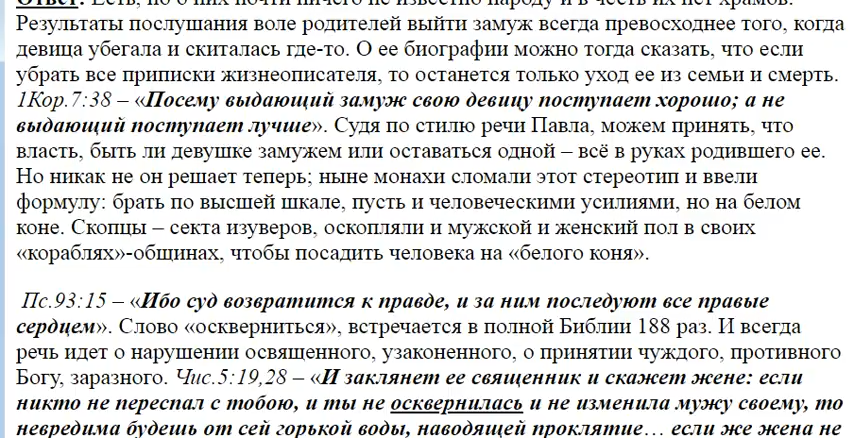 Ответ: Есть, но о них почти ничего не известно народу и в честь их нет храмов.
Результаты послушания воле родителей выйти замуж всегда превосходнее того, когда
девица убегала и скиталась где-то. О ее биографии можно тогда сказать, что если
убрать все приписки жизнеописателя, то останется только уход ее из семьи и смерть.
1Кор.7:38 – «Посему выдающий замуж свою девицу поступает хорошо; а не
выдающий поступает лучше». Судя по стилю речи Павла, можем принять, что
власть, быть ли девушке замужем или оставаться одной – всё в руках родившего ее.
Но никак не он решает теперь; ныне монахи сломали этот стереотип и ввели
формулу: брать по высшей шкале, пусть и человеческими усилиями, но на белом
коне. Скопцы – секта изуверов, оскопляли и мужской и женский пол в своих
«кораблях»-общинах, чтобы посадить человека на «белого коня».
Пс.93:15 – «Ибо суд возвратится к правде, и за ним последуют все правые
сердцем». Слово «оскверниться», встречается в полной Библии 188 раз. И всегда
речь идет о нарушении освященного, узаконенного, о принятии чуждого, противного
Богу, заразного. Чис.5:19,28 – «И заклянет ее священник и скажет жене: если
никто не переспал с тобою, и ты не осквернилась и не изменила мужу своему, то
невредима будешь от сей горькой воды, наводящей проклятие… если же жена не